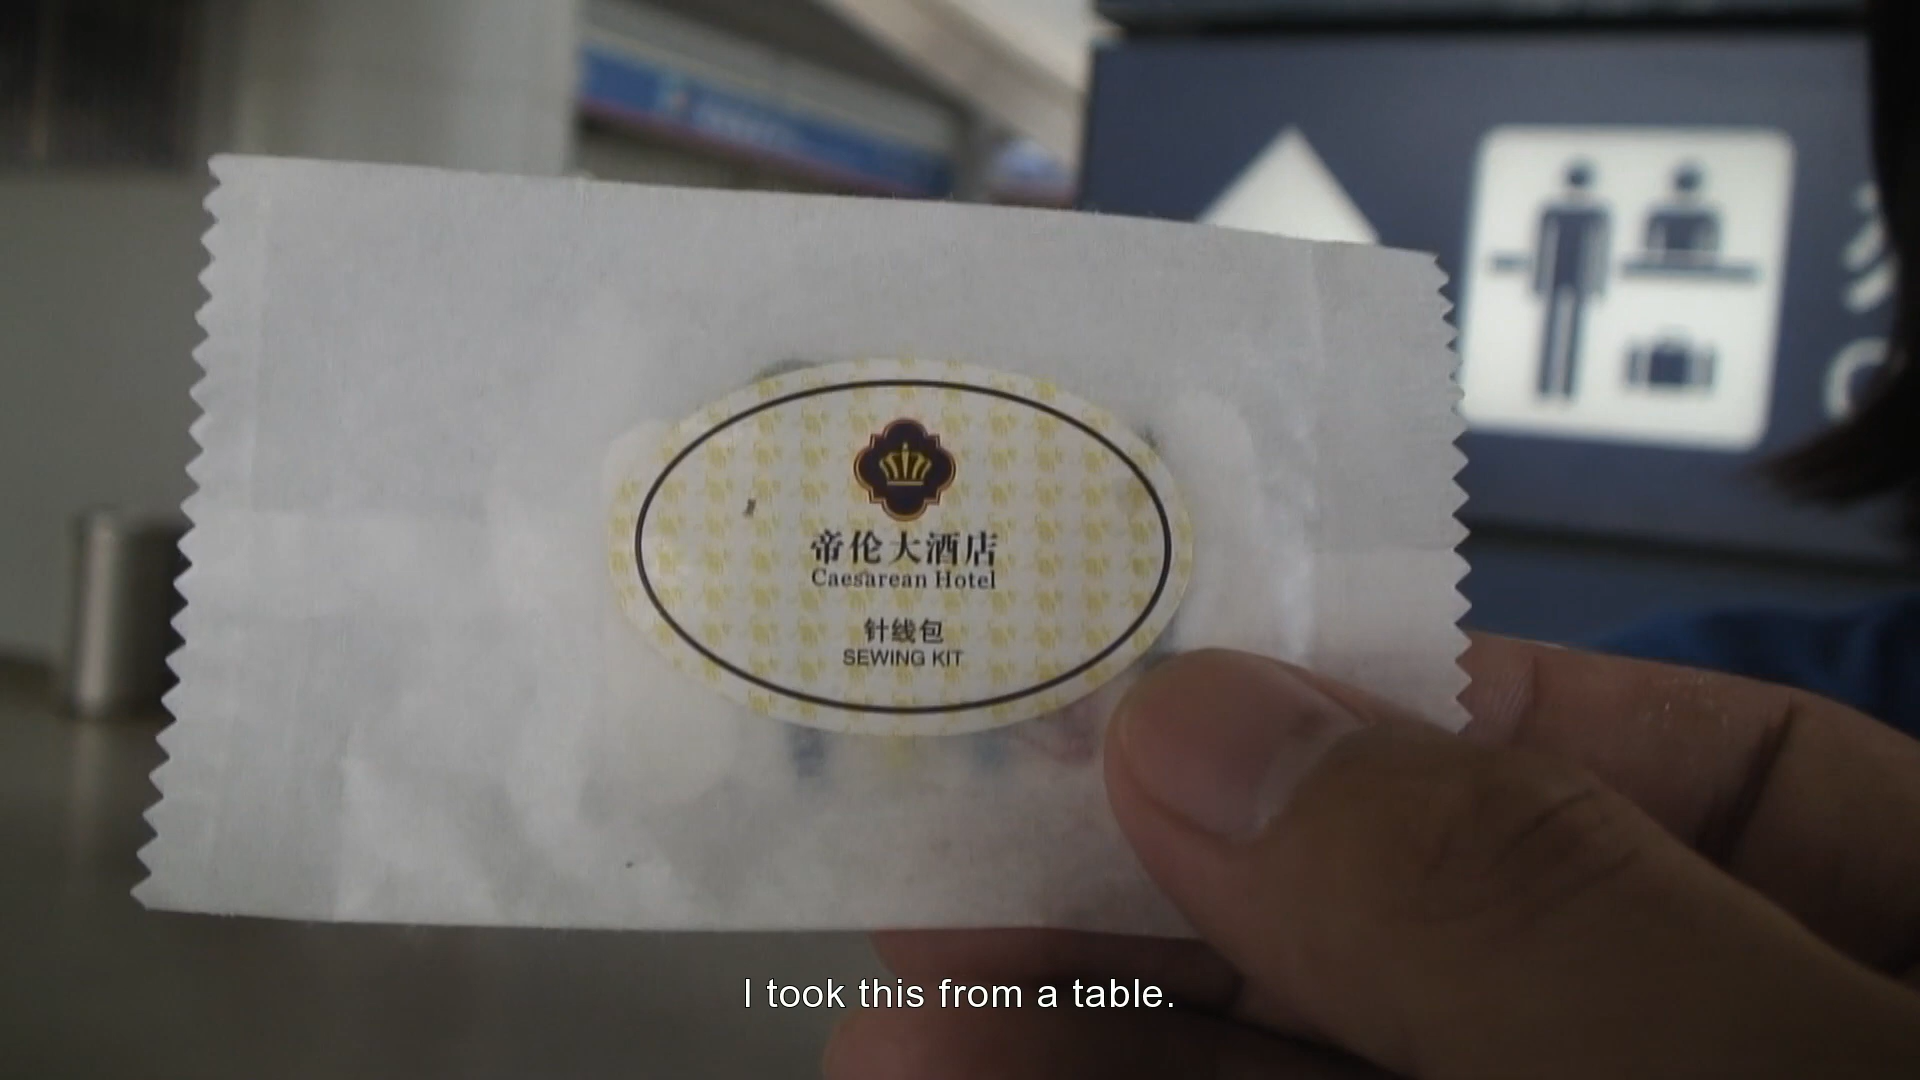 帝伦大酒店
Caesarean Hotel
针线包
SEWING KIT
I took this from a table.